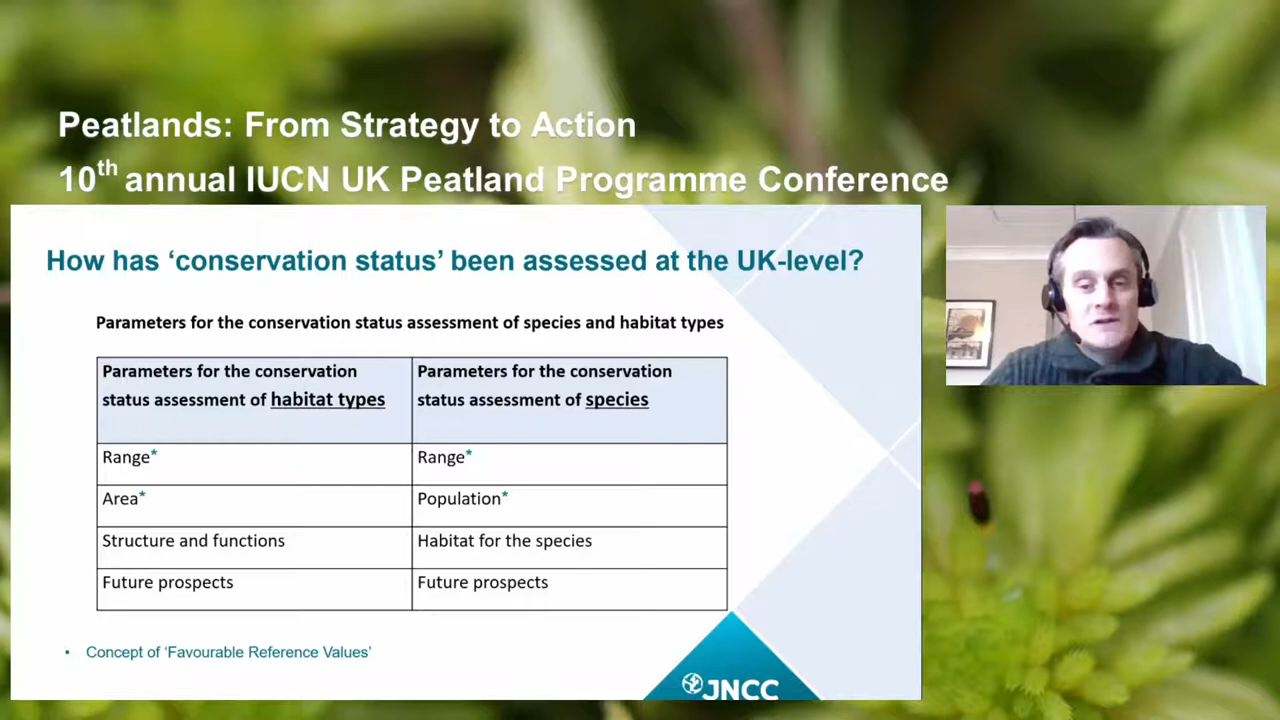 Peatlands: From Strategy to Action
10th annual IUCN UK Peatland Programme Conference
How has ‘conservation status’ been assessed at the UK-level?
Parameters for the conservation status assessment of species and habitat types
Parameters for the conservation
status assessment of habitat types
Parameters for the conservation
status assessment of species
Range*
Range*
Area*
Population*
Structure and functions
Habitat for the species
Future prospects
Future prospects
• Concept of ‘Favourable Reference Values’
JNCC